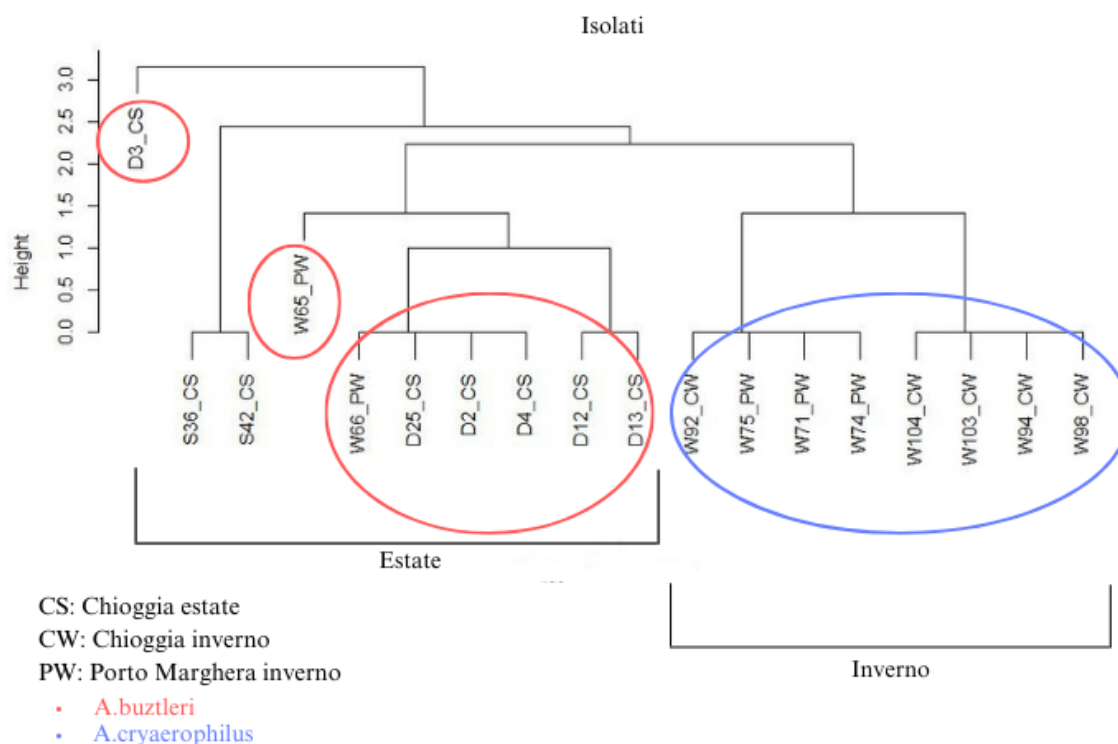 Isolati
Height
3.0
2.5
2.0
1.5
1.0
0.5
0.0
D3_CS
S36_CS
S42_CS
W65_PW
W66_PW
D25_CS
D2_CS
D4_CS
D12_CS
D13_CS
W92_CW
W75_PW
W71_PW
W74_PW
W104_CW
W103_CW
W94_CW
W98_CW
Estate
Inverno
CS: Chioggia estate
CW: Chioggia inverno
PW: Porto Marghera inverno
• A.buztleri
• A.cryaerophilus